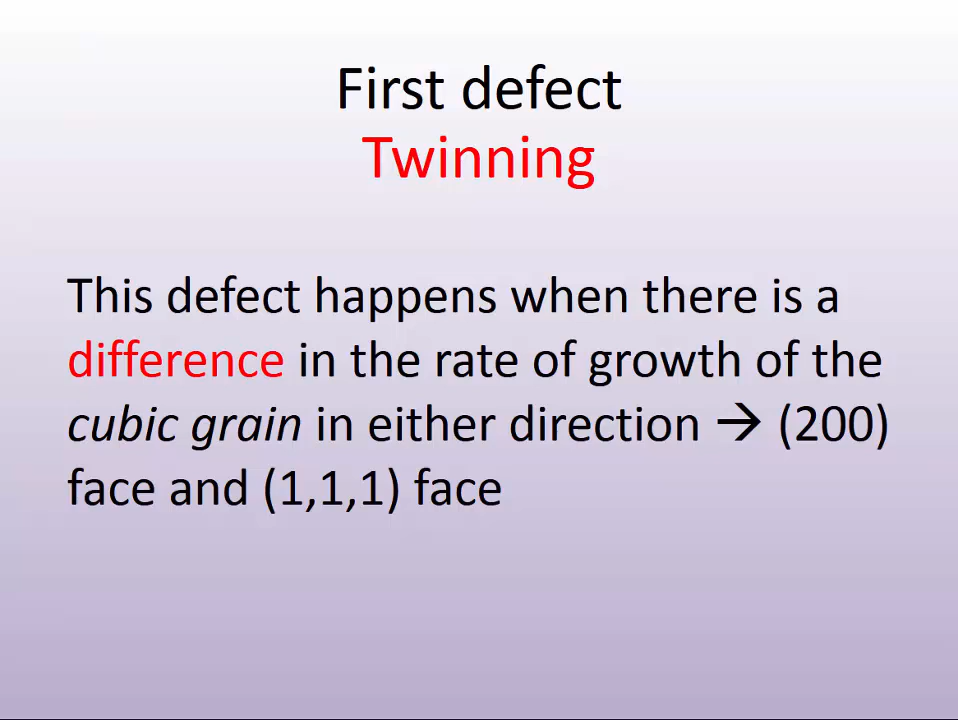 First defect
Twinning
This defect happens when there is a
difference in the rate of growth of the
cubic grain in either direction → (200)
face and (1,1,1) face